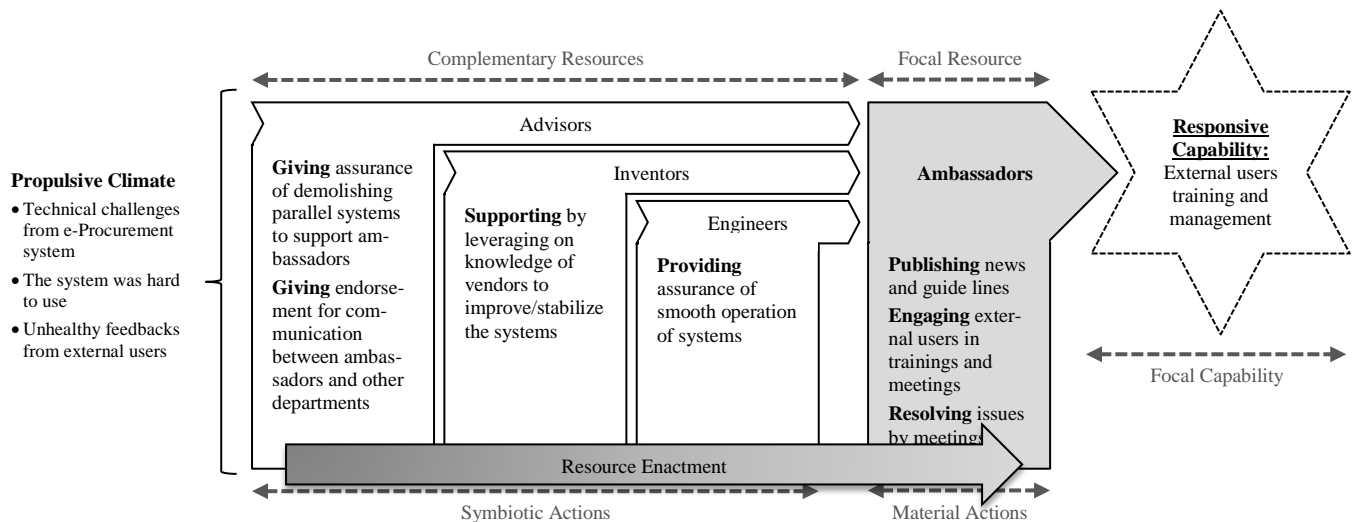 Complementary Resources
Focal Resource
Propulsive Climate
• Technical challenges
from e-Procurement
system
• The system was hard
to use
• Unhealthy feedbacks
from external users
Advisors
Giving assurance
of demolishing
parallel systems
to support am-
bassadors
Giving endorse-
ment for com-
munication
between ambas-
sadors and other
departments
Inventors
Supporting by
leveraging on
knowledge of
vendors to
improve/stabilize
the systems
Engineers
Providing
assurance of
smooth operation
of systems
Ambassadors
Publishing news
and guide lines
Engaging exter-
nal users in
trainings and
meetings
Resolving issues
by meetings
Responsive
Capability:
External users
training and
management
Focal Capability
Resource Enactment
Symbiotic Actions
Material Actions